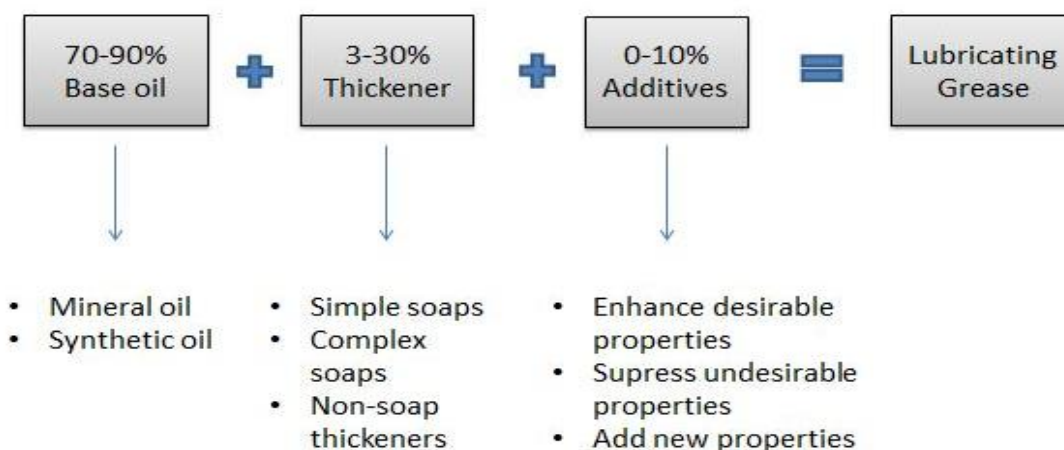 70-90%
Base oil
3-30%
Thickener
0-10%
Additives
Lubricating
Grease
• Mineral oil
• Synthetic oil
• Simple soaps
• Complex
soaps
• Non-soap
thickeners
• Enhance desirable
properties
• Supress undesirable
properties
• Add new properties